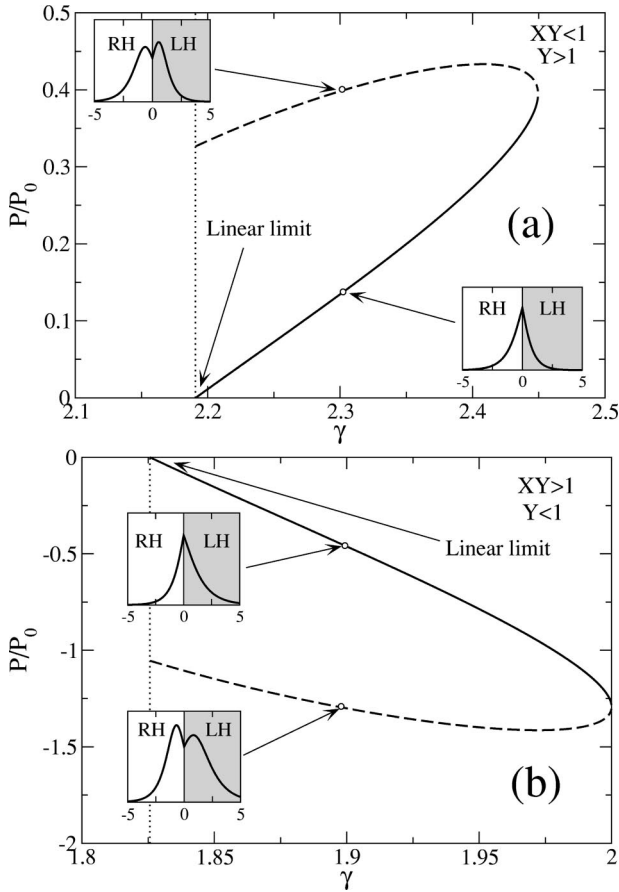 0.5
0.4
0.3
0.2
0.1
0
P/P0
RH LH
-5 0 5
XY<1
Y>1
Linear limit
(a)
RH LH
-5 0 5
2.1 2.2 2.3 2.4 2.5
γ
0
-0.5
-1
-1.5
-2
P/P0
XY>1
Y<1
Linear limit
RH LH
-5 0 5
RH LH
-5 0 5
(b)
1.8 1.85 1.9 1.95 2
γ